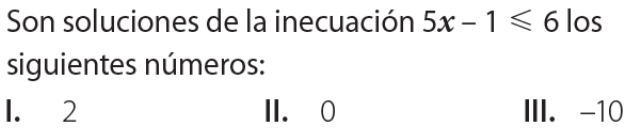 Son soluciones de la inecuación 5x – 1 ⩽ 6 los
siguientes números:
I. 2 II. 0 III. –10